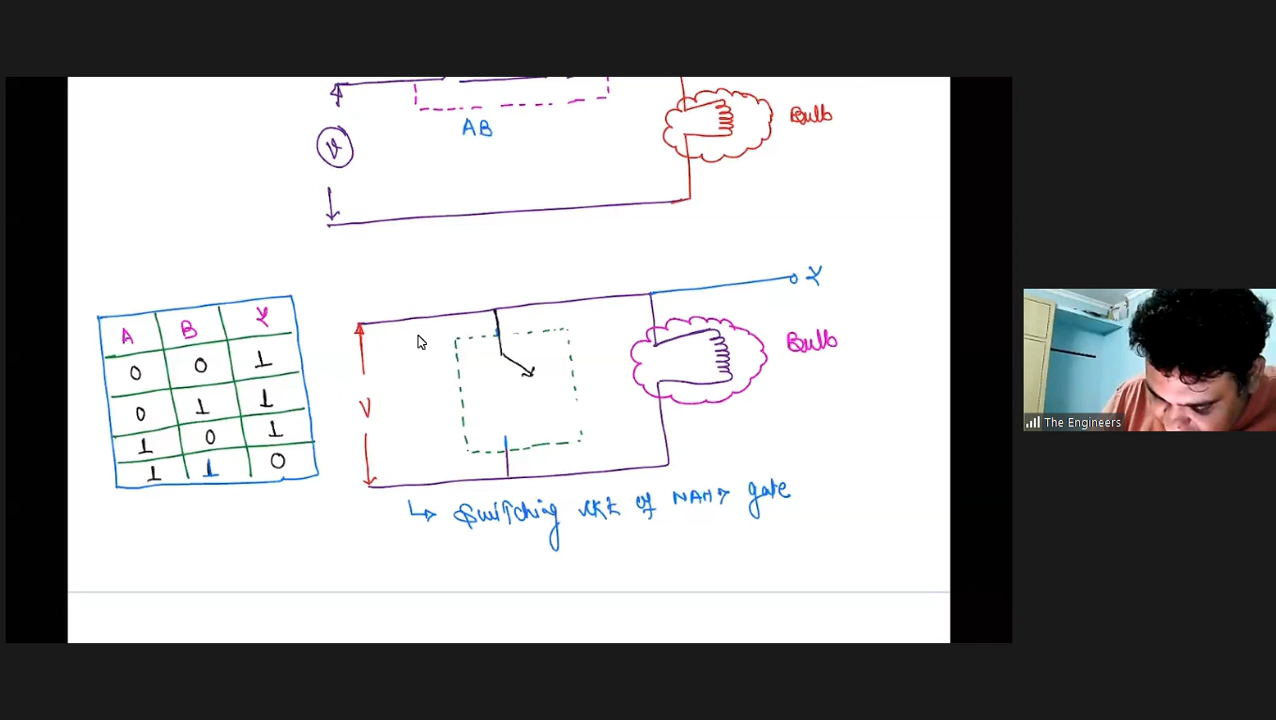 Bulb
AB
V
Y
A B Y
0 0 1
0 1 1
1 0 1
1 1 0
V
Bulb
↳ Switching ckt of NAND gate
The Engineers